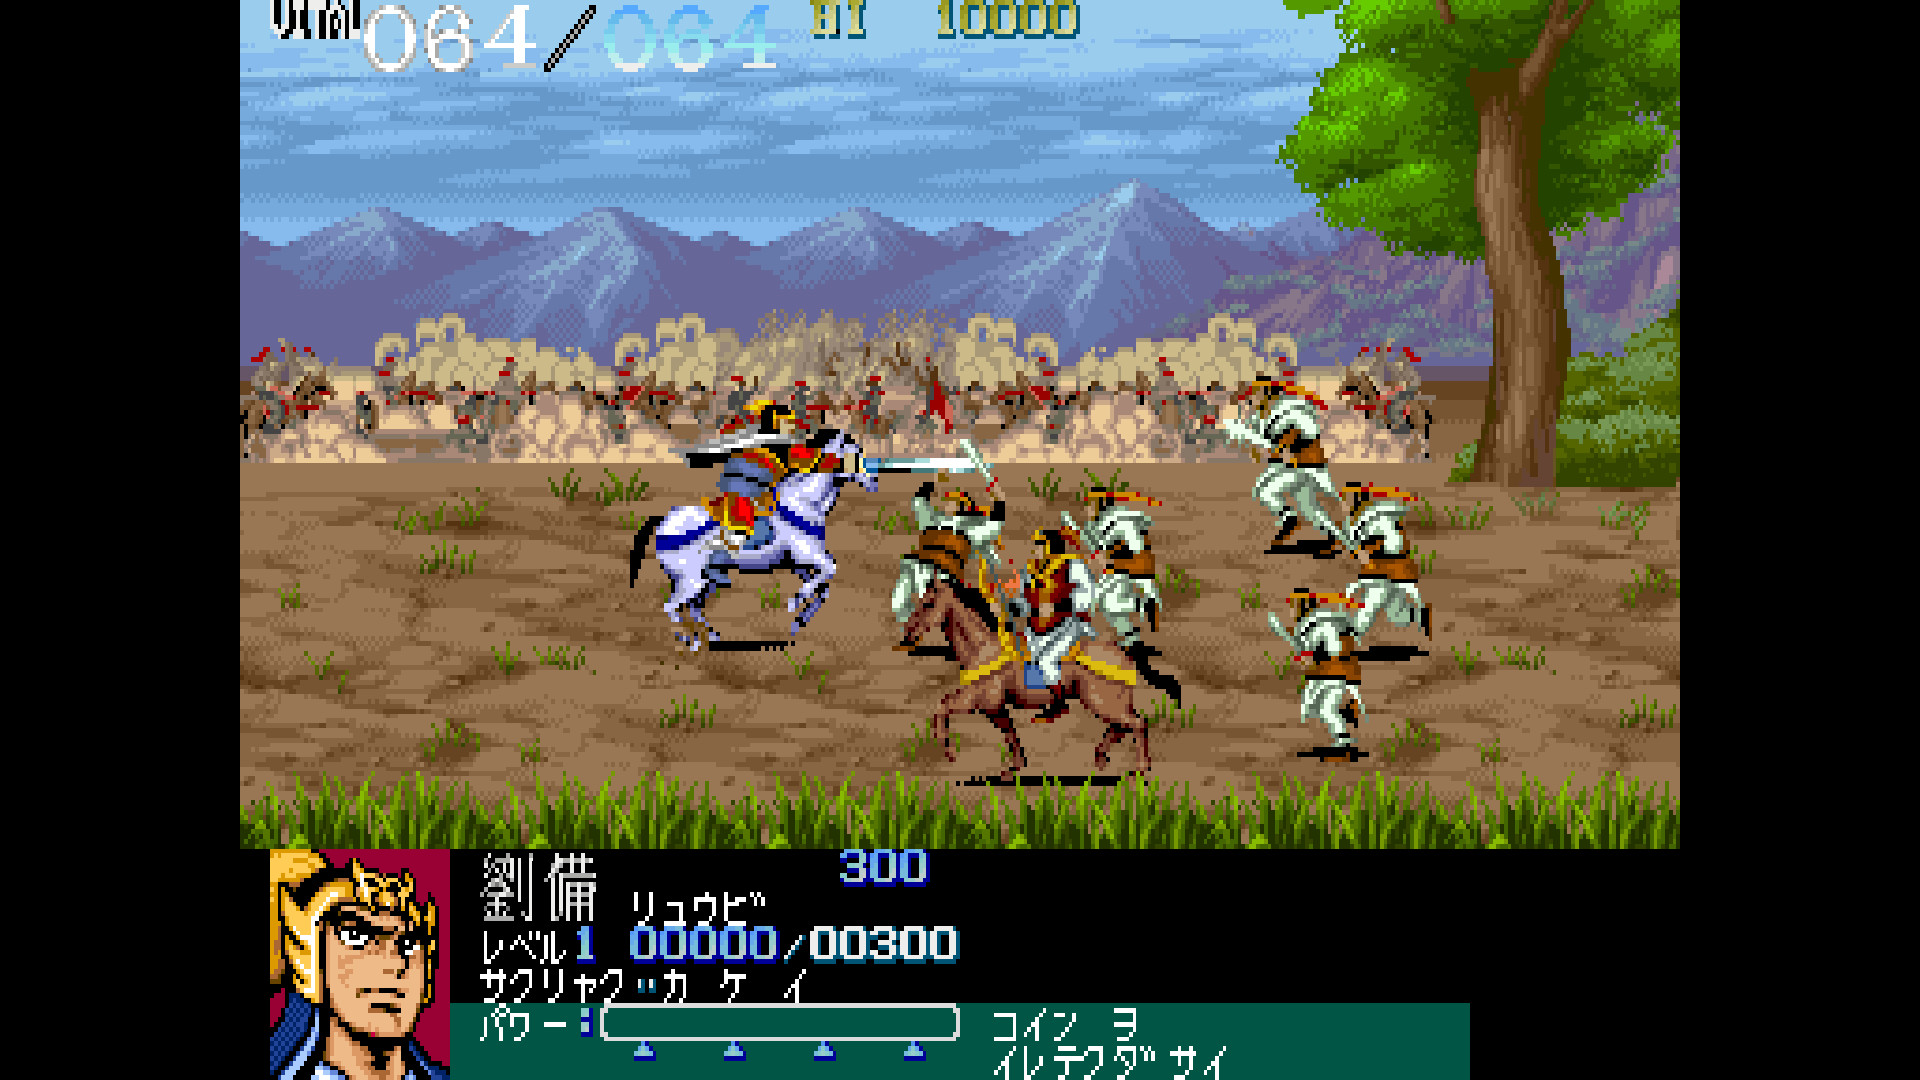 VITAL 064/064 HI 10000
劉備 リュウビ 300
レベル 1 00000/00300
サクリャク:カ ケ イ
パワー:
コイン ヲ
イレテクダサイ